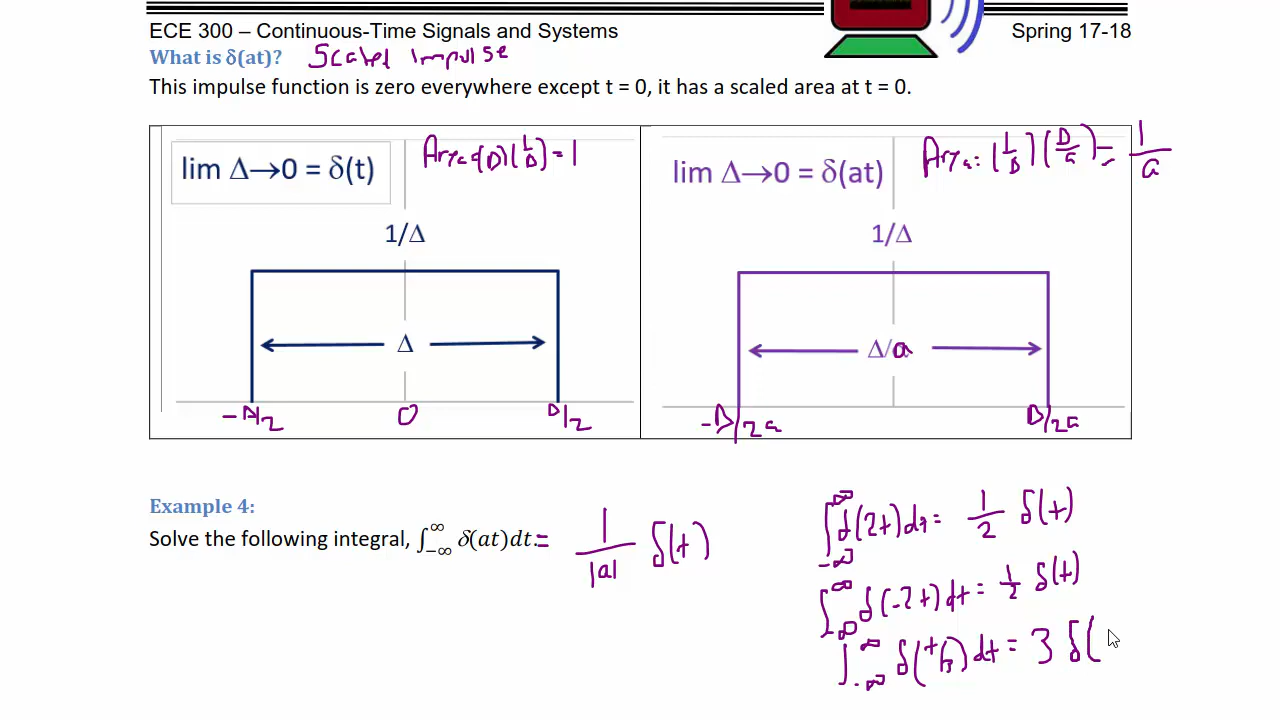 ECE 300 – Continuous-Time Signals and Systems Spring 17-18
What is δ(at)? Scaled impulse
This impulse function is zero everywhere except t = 0, it has a scaled area at t = 0.
lim Δ→0 = δ(t) Area=(D)(1/D)=1
1/Δ
Δ
-D/2 0 D/2
lim Δ→0 = δ(at) Area: (1/D)(D/a)= 1/a
1/Δ
Δ/a
-D/2a D/2a
Example 4:
Solve the following integral, ∫_{-∞}^{∞} δ(at)dt = 1/|a| δ(t)
∫_{-∞}^{∞} δ(2t)dt = 1/2 δ(t)
∫_{-∞}^{∞} δ(-2t)dt = 1/2 δ(t)
∫_{-∞}^{∞} δ(t/3)dt = 3 δ(